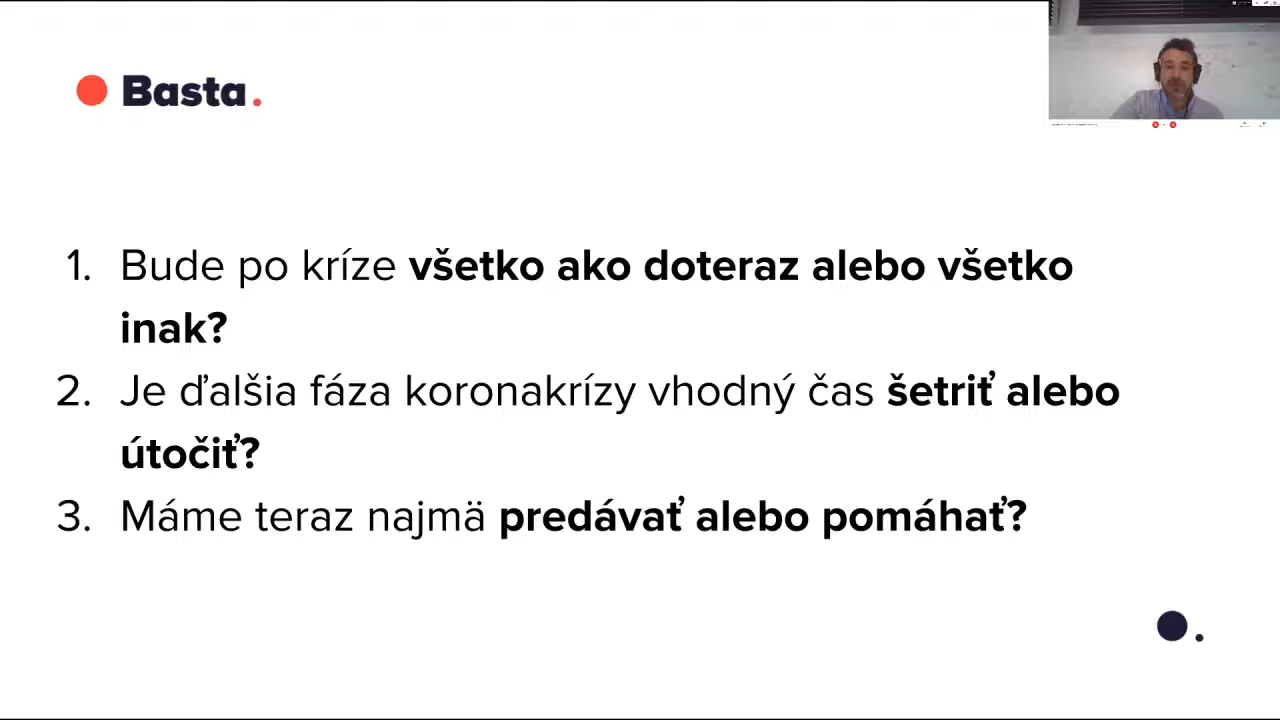 Basta.
1. Bude po kríze všetko ako doteraz alebo všetko
inak?
2. Je ďalšia fáza koronakrízy vhodný čas šetriť alebo
útočiť?
3. Máme teraz najmä predávať alebo pomáhať?